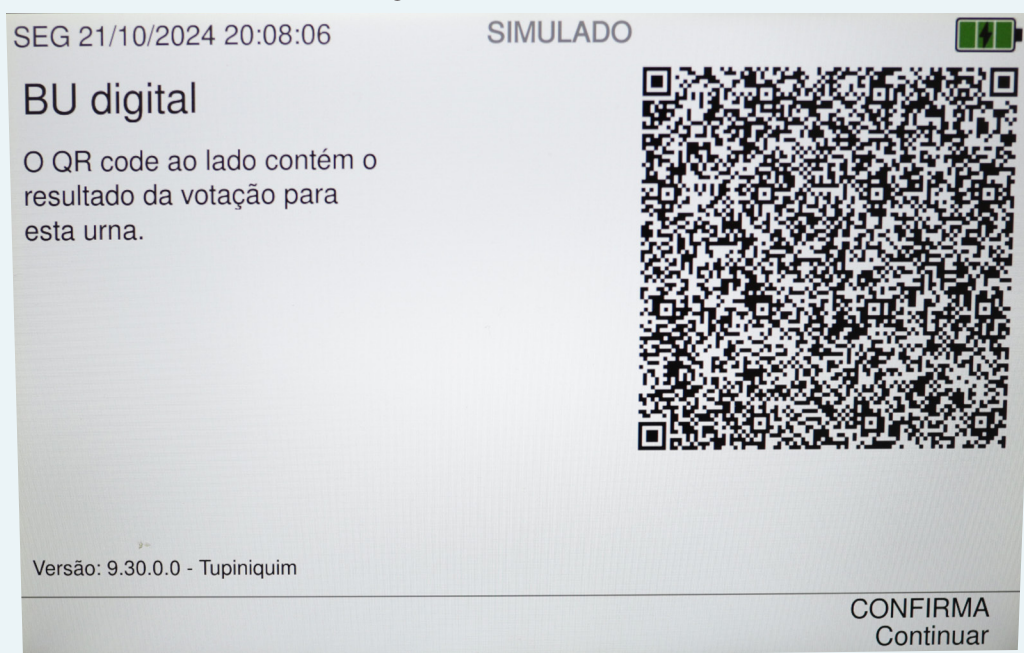 SEG 21/10/2024 20:08:06
SIMULADO
BU digital
O QR code ao lado contém o
resultado da votação para
esta urna.
Versão: 9.30.0.0 - Tupiniquim
CONFIRMA
Continuar